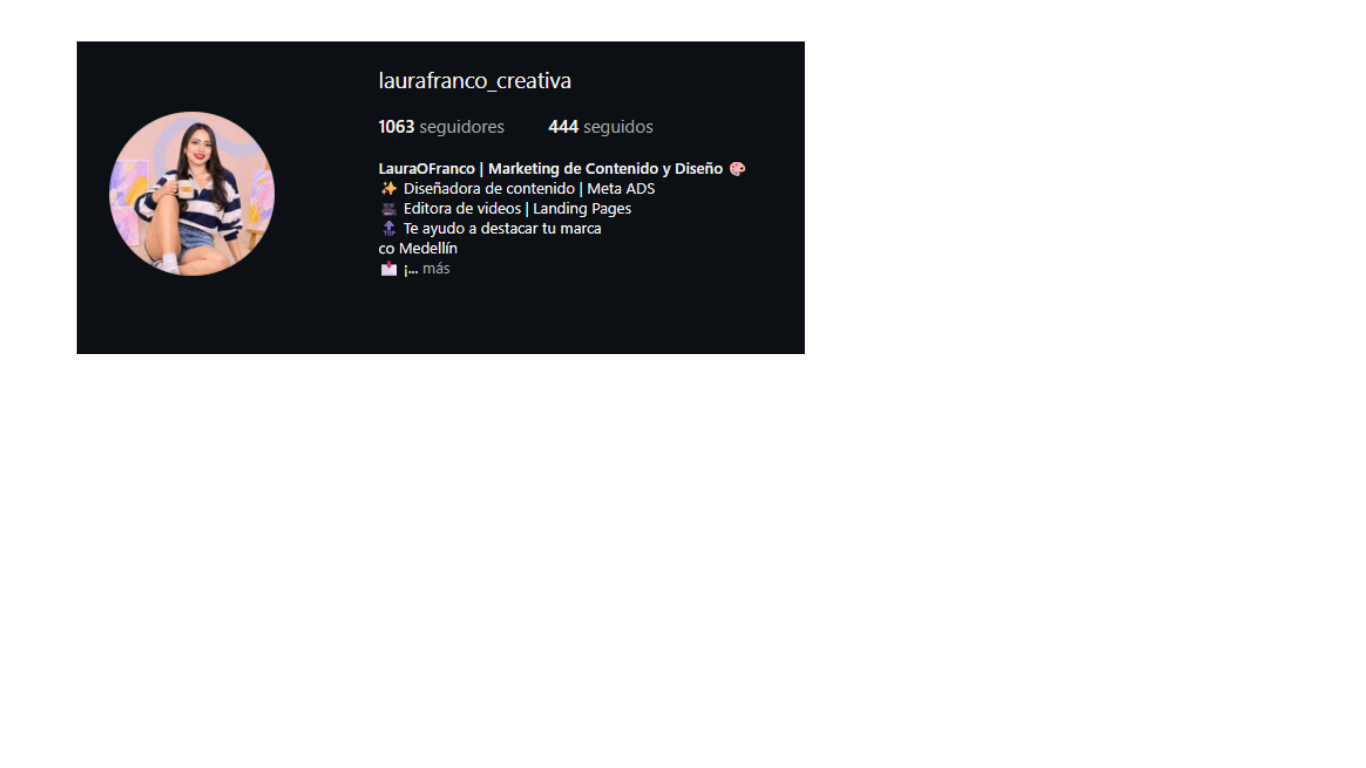 laurafranco_creativa
1063 seguidores 444 seguidos
LauraOFranco | Marketing de Contenido y Diseño 🎨
✨ Diseñadora de contenido | Meta ADS
🎥 Editora de videos | Landing Pages
🔝 Te ayudo a destacar tu marca
co Medellín
📩 ¡... más